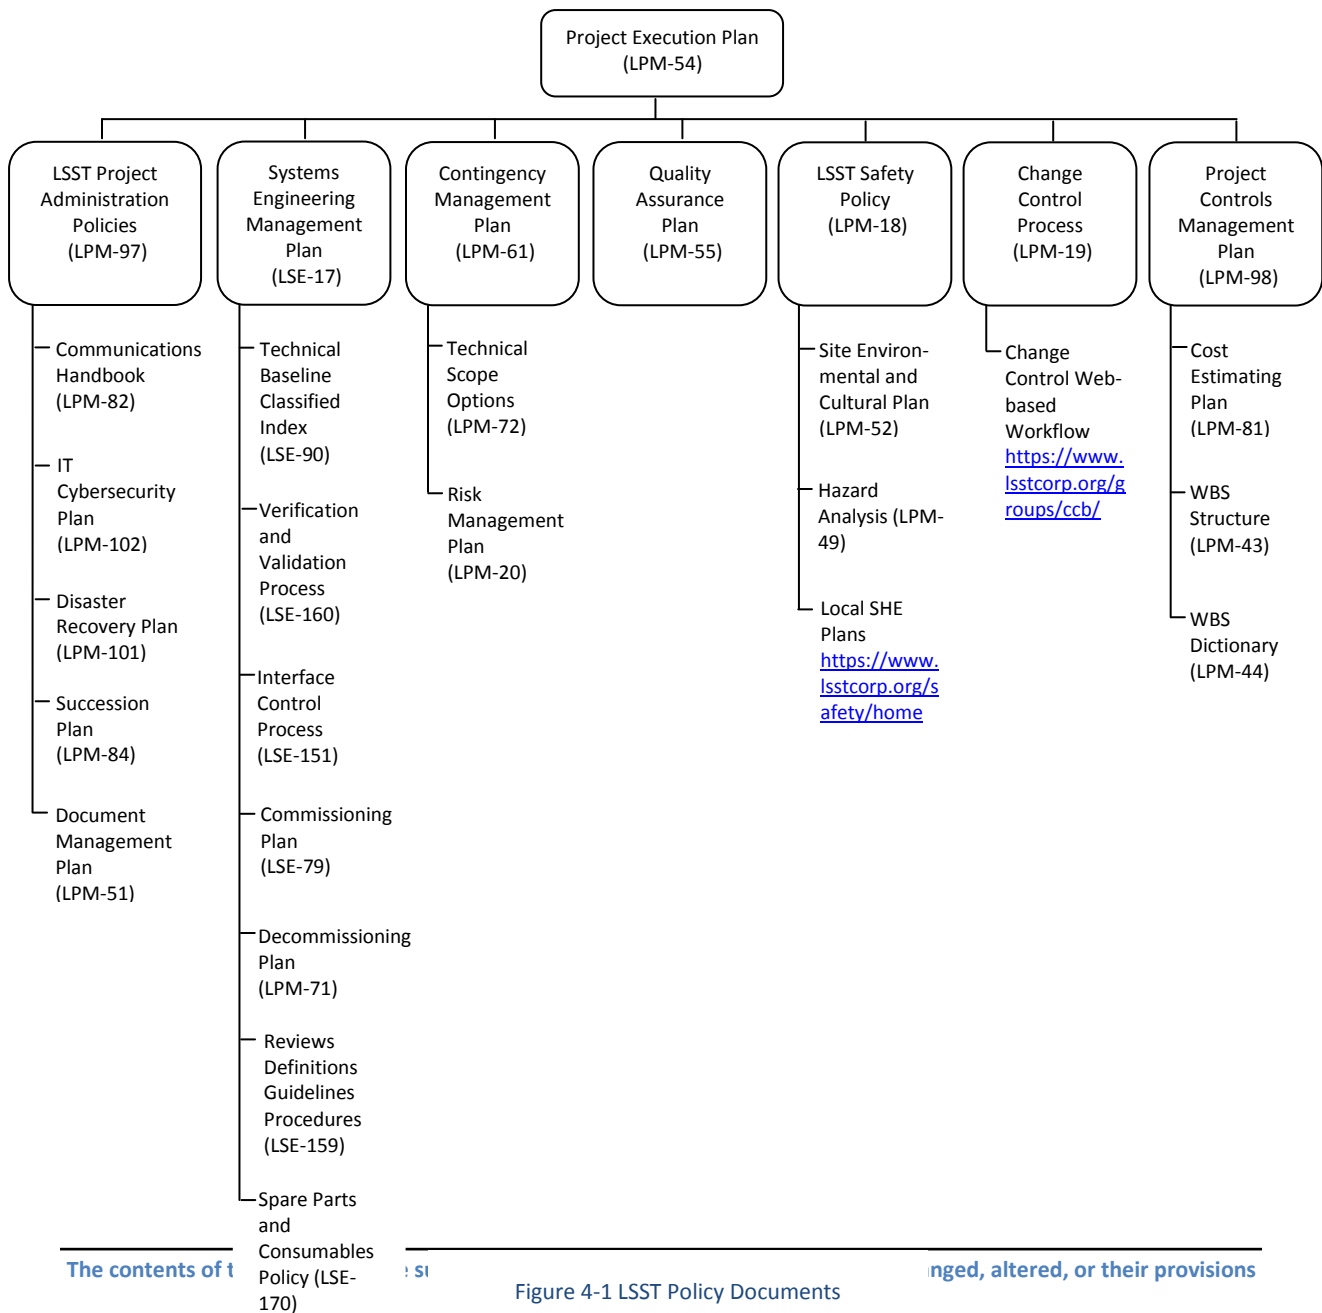 Project Execution Plan
(LPM-54)
LSST Project
Administration
Policies
(LPM-97)
Systems
Engineering
Management
Plan
(LSE-17)
Contingency
Management
Plan
(LPM-61)
Quality
Assurance
Plan
(LPM-55)
LSST Safety
Policy
(LPM-18)
Change
Control
Process
(LPM-19)
Project
Controls
Management
Plan
(LPM-98)
Communications
Handbook
(LPM-82)
IT
Cybersecurity
Plan
(LPM-102)
Disaster
Recovery Plan
(LPM-101)
Succession
Plan
(LPM-84)
Document
Management
Plan
(LPM-51)
Technical
Baseline
Classified
Index
(LSE-90)
Verification
and
Validation
Process
(LSE-160)
Interface
Control
Process
(LSE-151)
Commissioning
Plan
(LSE-79)
Decommissioning
Plan
(LPM-71)
Reviews
Definitions
Guidelines
Procedures
(LSE-159)
Spare Parts
and
Consumables
Policy (LSE-
170)
Technical
Scope
Options
(LPM-72)
Risk
Management
Plan
(LPM-20)
Site Environ-
mental and
Cultural Plan
(LPM-52)
Hazard
Analysis (LPM-
49)
Local SHE
Plans
https://www.
lsstcorp.org/s
afety/home
Change
Control Web-
based
Workflow
https://www.
lsstcorp.org/g
roups/ccb/
Cost
Estimating
Plan
(LPM-81)
WBS
Structure
(LPM-43)
WBS
Dictionary
(LPM-44)
The contents of t e su nged, altered, or their provisions
Figure 4-1 LSST Policy Documents